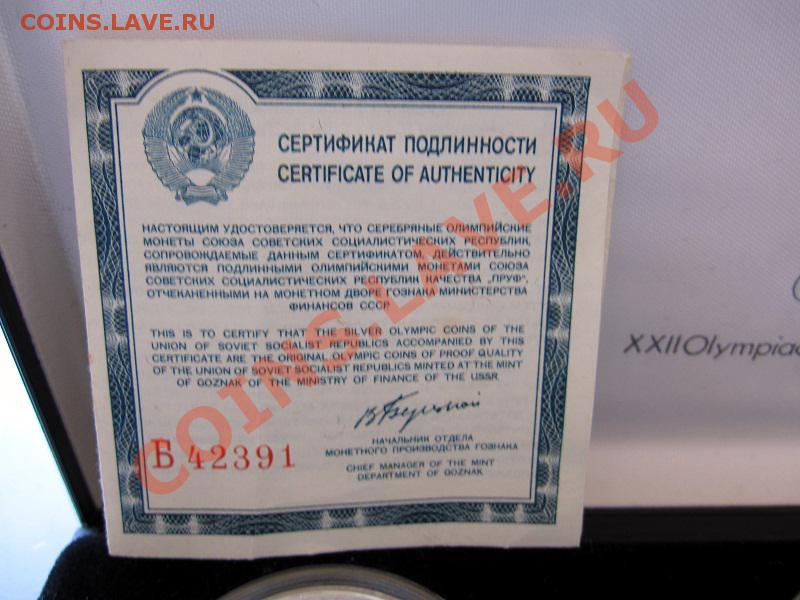 COINS.LAVE.RU
СЕРТИФИКАТ ПОДЛИННОСТИ
CERTIFICATE OF AUTHENTICITY
НАСТОЯЩИМ УДОСТОВЕРЯЕТСЯ, ЧТО СЕРЕБРЯНЫЕ ОЛИМПИЙСКИЕ
МОНЕТЫ СОЮЗА СОВЕТСКИХ СОЦИАЛИСТИЧЕСКИХ РЕСПУБЛИК,
СОПРОВОЖДАЕМЫЕ ДАННЫМ СЕРТИФИКАТОМ, ДЕЙСТВИТЕЛЬНО
ЯВЛЯЮТСЯ ПОДЛИННЫМИ ОЛИМПИЙСКИМИ МОНЕТАМИ СОЮЗА
СОВЕТСКИХ СОЦИАЛИСТИЧЕСКИХ РЕСПУБЛИК КАЧЕСТВА „ПРУФ",
ОТЧЕКАНЕННЫМИ НА МОНЕТНОМ ДВОРЕ ГОЗНАКА МИНИСТЕРСТВА
ФИНАНСОВ СССР
THIS IS TO CERTIFY THAT THE SILVER OLYMPIC COINS OF THE
UNION OF SOVIET SOCIALIST REPUBLICS ACCOMPANIED BY THIS
CERTIFICATE ARE THE ORIGINAL OLYMPIC COINS OF PROOF QUALITY
OF THE UNION OF SOVIET SOCIALIST REPUBLICS MINTED AT THE MINT
OF GOZNAK OF THE MINISTRY OF FINANCE OF THE USSR
Б 42391
НАЧАЛЬНИК ОТДЕЛА
МОНЕТНОГО ПРОИЗВОДСТВА ГОЗНАКА
CHIEF MANAGER OF THE MINT
DEPARTMENT OF GOZNAK
XXII Olympiad
COINS.LAVE.RU